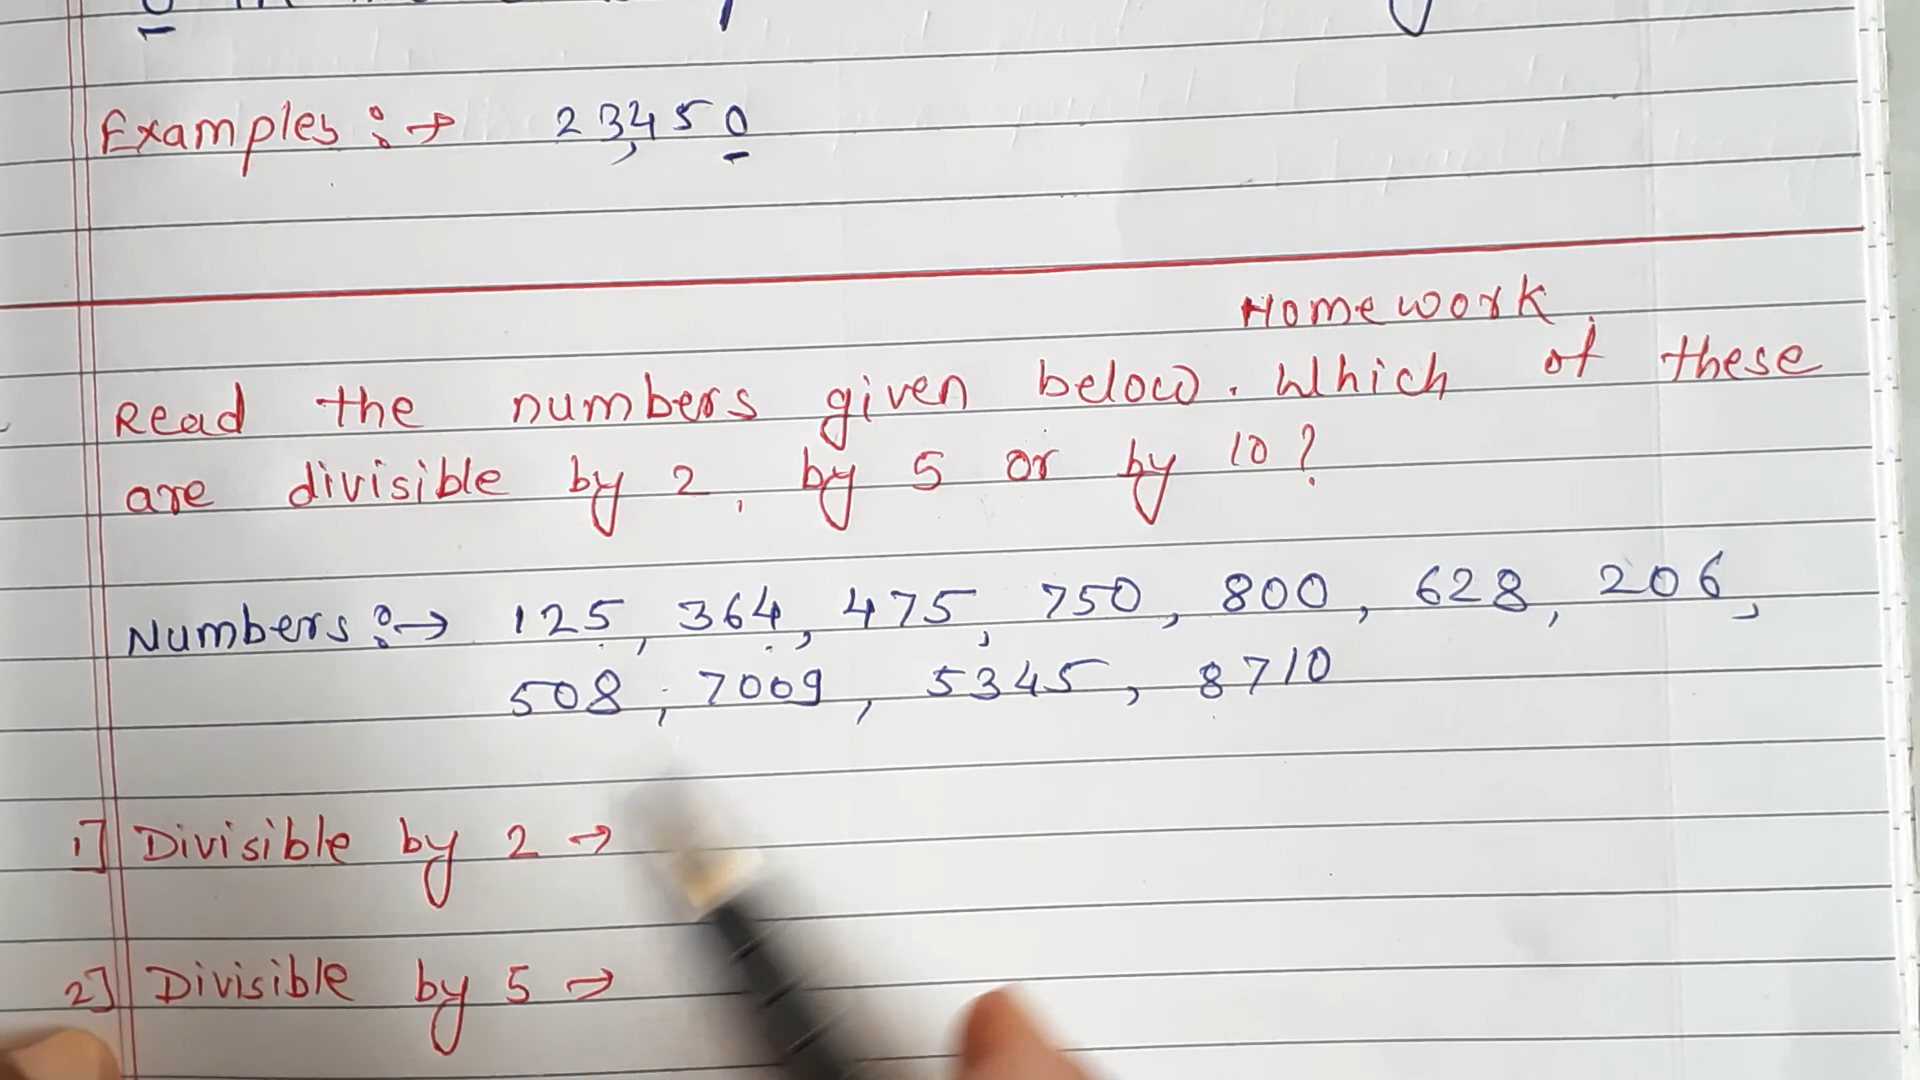 Examples :→ 23,450
Homework
Read the numbers given below. Which of these
are divisible by 2, by 5 or by 10?
Numbers :→ 125, 364, 475, 750, 800, 628, 206,
508, 7009, 5345, 8710
1] Divisible by 2 →
2] Divisible by 5 →